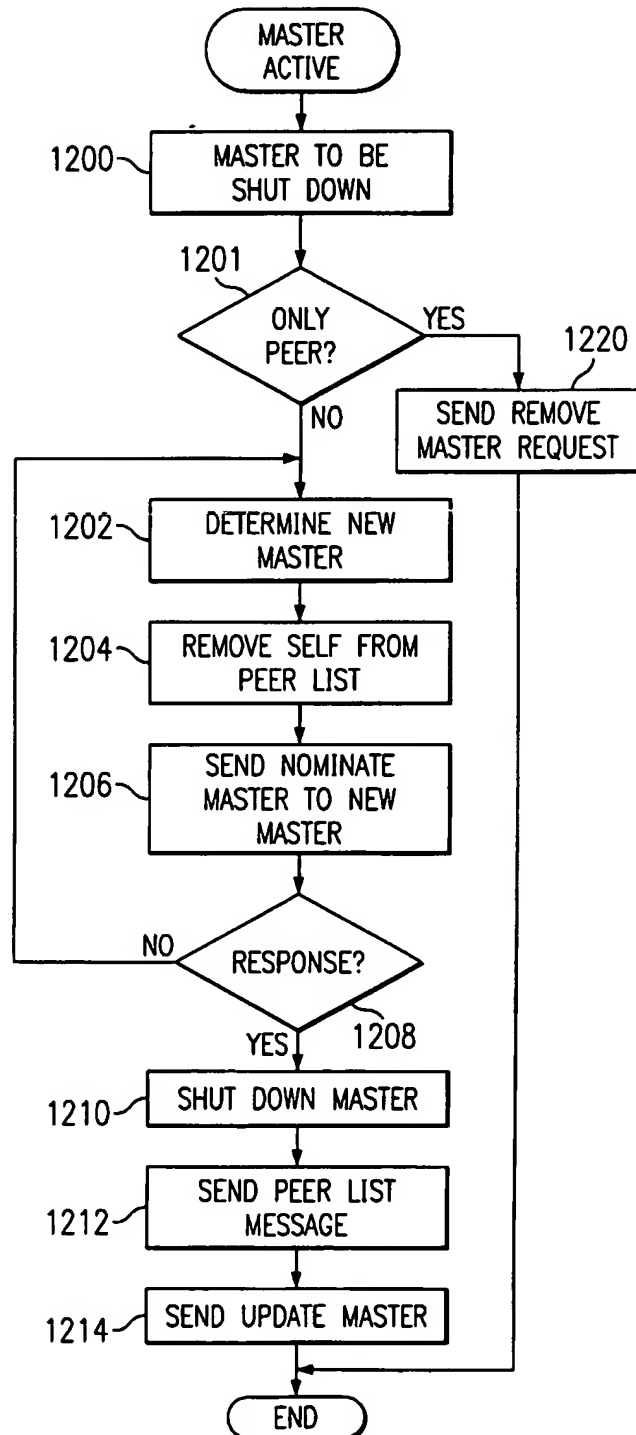 MASTER
ACTIVE
1200
MASTER TO BE
SHUT DOWN
1201
ONLY
PEER?
YES
NO
1220
SEND REMOVE
MASTER REQUEST
1202
DETERMINE NEW
MASTER
1204
REMOVE SELF FROM
PEER LIST
1206
SEND NOMINATE
MASTER TO NEW
MASTER
NO
RESPONSE?
1208
YES
1210
SHUT DOWN MASTER
1212
SEND PEER LIST
MESSAGE
1214
SEND UPDATE MASTER
END